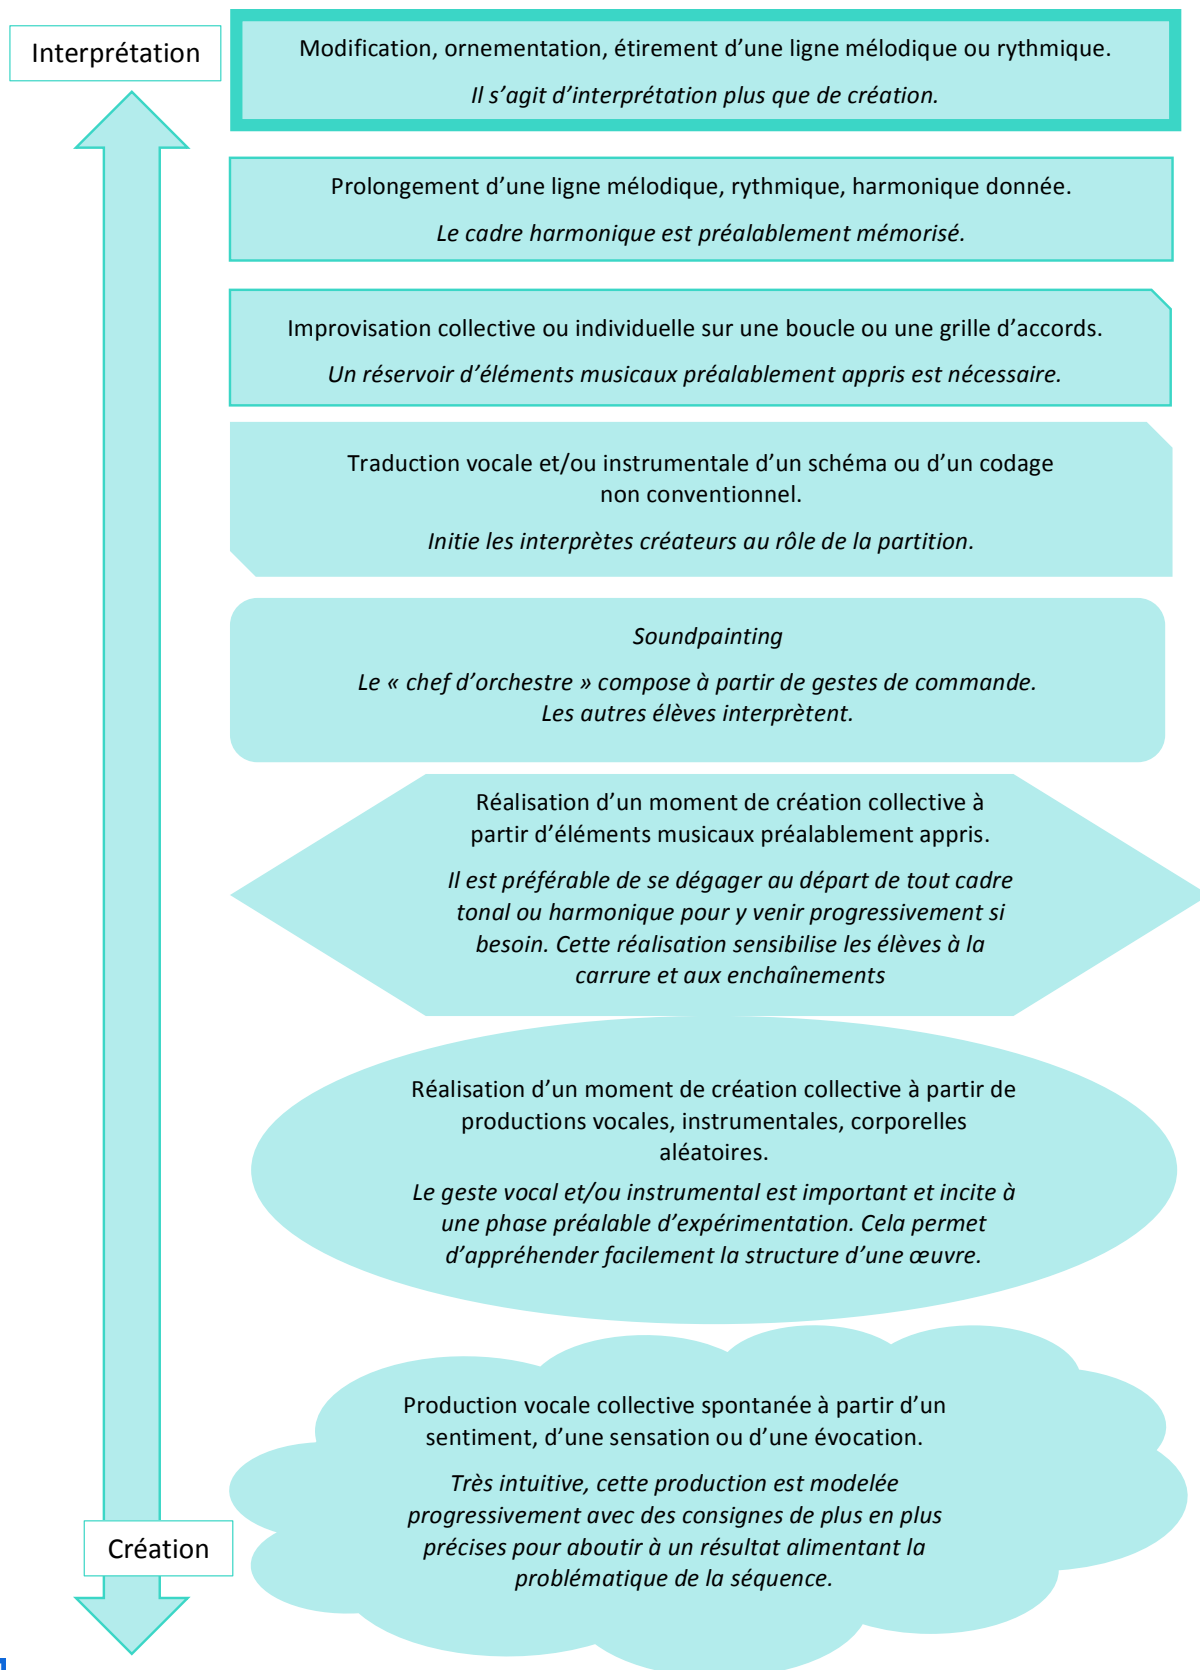 Interprétation
Modification, ornementation, étirement d’une ligne mélodique ou rythmique.
Il s’agit d’interprétation plus que de création.
Prolongement d’une ligne mélodique, rythmique, harmonique donnée.
Le cadre harmonique est préalablement mémorisé.
Improvisation collective ou individuelle sur une boucle ou une grille d’accords.
Un réservoir d’éléments musicaux préalablement appris est nécessaire.
Traduction vocale et/ou instrumentale d’un schéma ou d’un codage
non conventionnel.
Initie les interprètes créateurs au rôle de la partition.
Soundpainting
Le « chef d’orchestre » compose à partir de gestes de commande.
Les autres élèves interprètent.
Réalisation d’un moment de création collective à
partir d’éléments musicaux préalablement appris.
Il est préférable de se dégager au départ de tout cadre
tonal ou harmonique pour y venir progressivement si
besoin. Cette réalisation sensibilise les élèves à la
carrure et aux enchaînements
Réalisation d’un moment de création collective à partir de
productions vocales, instrumentales, corporelles
aléatoires.
Le geste vocal et/ou instrumental est important et incite à
une phase préalable d’expérimentation. Cela permet
d’appréhender facilement la structure d’une œuvre.
Production vocale collective spontanée à partir d’un
sentiment, d’une sensation ou d’une évocation.
Très intuitive, cette production est modelée
progressivement avec des consignes de plus en plus
précises pour aboutir à un résultat alimentant la
problématique de la séquence.
Création